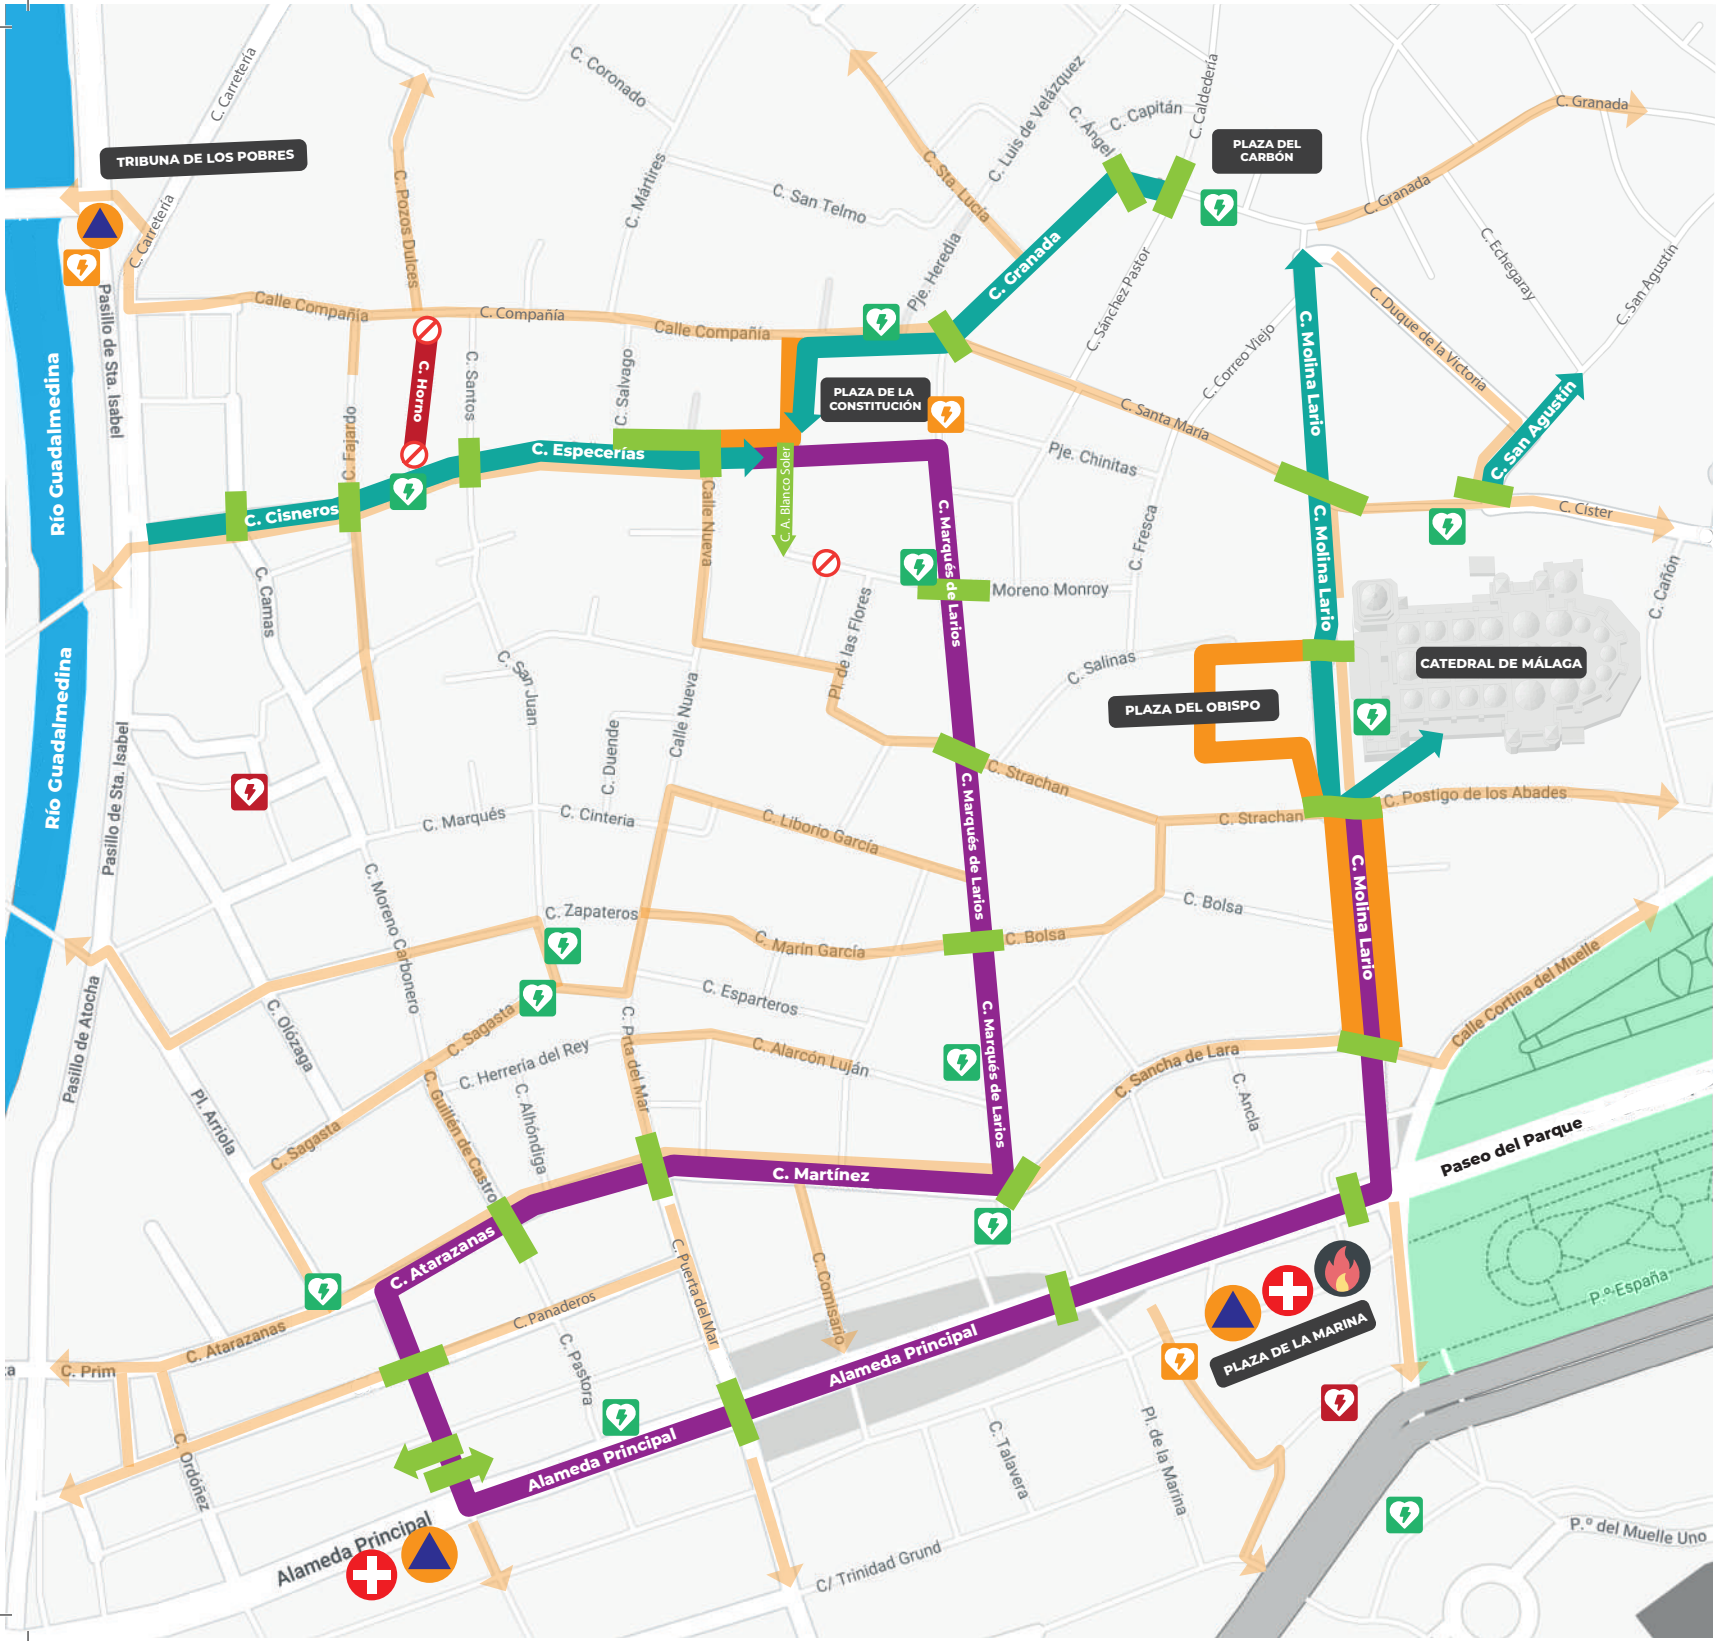 C. Carretería
C. Coronado
C. Luis de Velázquez
C. Caldedería
C. Capitán
C. Ángel
C. Granada
TRIBUNA DE LOS POBRES
PLAZA DEL
CARBÓN
C. Pozos Dulces
C. Mártires
C. San Telmo
C. Sta. Lucía
C. Granada
C. Carretería
C. Granada
Pje. Heredia
C. Echegaray
C. San Agustín
Pasillo de Sta. Isabel
Calle Compañía
C. Compañía
Calle Compañía
C. Sánchez Pastor
C. Duque de la Victoria
C. Molina Lario
C. Correo Viejo
Río Guadalmedina
C. Horno
C. Santos
C. Salvago
PLAZA DE LA
CONSTITUCIÓN
C. Santa María
C. San Agustín
C. Fajardo
C. Especerías
C. A. Blanco Soler
Pje. Chinitas
C. Cisneros
Calle Nueva
C. Marqués de Larios
C. Fresca
C. Molina Lario
C. Císter
C. Camas
Moreno Monroy
C. Cañón
Pl. de las Flores
C. San Juan
C. Salinas
CATEDRAL DE MÁLAGA
Río Guadalmedina
Calle Nueva
PLAZA DEL OBISPO
Pasillo de Sta. Isabel
C. Duende
C. Strachan
C. Marqués de Larios
C. Postigo de los Abades
C. Marqués
C. Cinteria
C. Liborio García
C. Strachan
C. Molina Lario
C. Moreno Carbonero
C. Zapateros
C. Bolsa
C. Marín García
C. Bolsa
Calle Cortina del Muelle
Pasillo de Atocha
C. Olózaga
C. Sagasta
C. Esparteros
C. Marqués de Larios
C. Herrería del Rey
C. Prta del Mar
C. Alarcón Luján
C. Sancha de Lara
C. Ancla
Pl. Arriola
C. Guillén de Castro
C. Alhóndiga
C. Sagasta
Paseo del Parque
C. Martínez
C. Atarazanas
C. Puerta del Mar
C. Comisario
P.º España
C. Panaderos
C. Atarazanas
C. Prim
za
C. Pastora
Alameda Principal
PLAZA DE LA MARINA
C. Ordóñez
Alameda Principal
C. Talavera
Pl. de la Marina
Alameda Principal
C/ Trinidad Grund
P.º del Muelle Uno